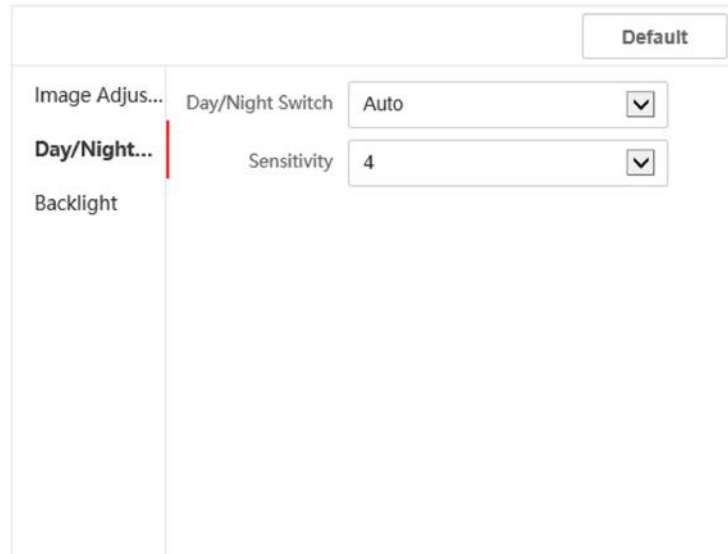 Default
Image Adjus...
Day/Night...
Backlight
Day/Night Switch Auto
Sensitivity 4